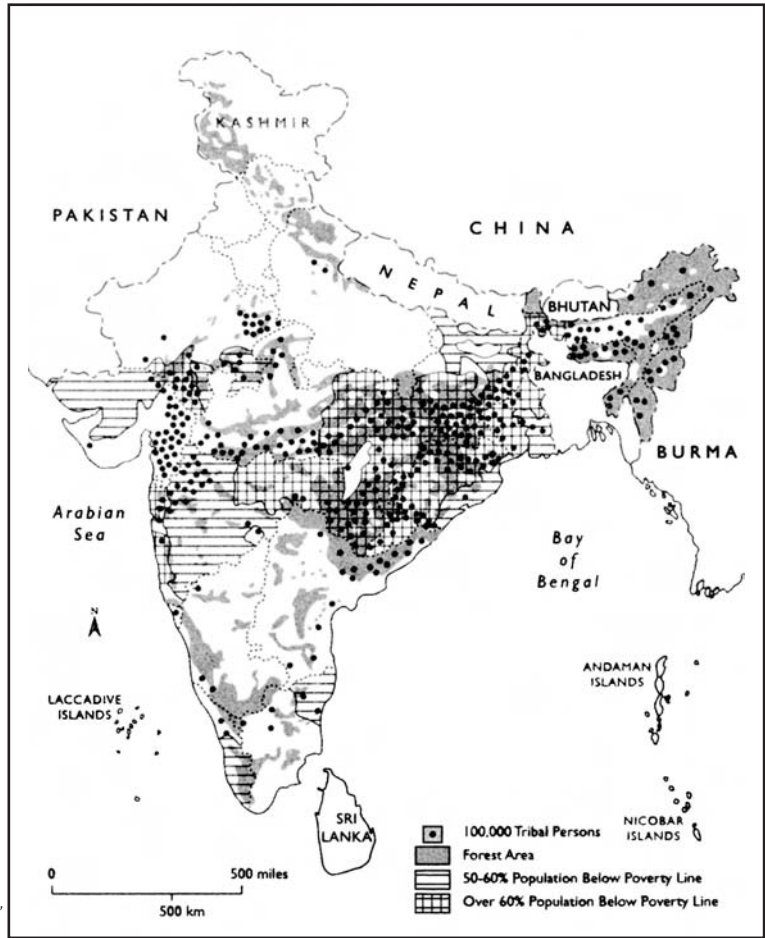 KASHMIR
PAKISTAN
CHINA
NEPAL
BHUTAN
BANGLADESH
BURMA
Arabian
Sea
Bay
of
Bengal
N
LACCADIVE
ISLANDS
ANDAMAN
ISLANDS
NICOBAR
ISLANDS
SRI
LANKA
100,000 Tribal Persons
Forest Area
50-60% Population Below Poverty Line
Over 60% Population Below Poverty Line
0 500 miles
500 km